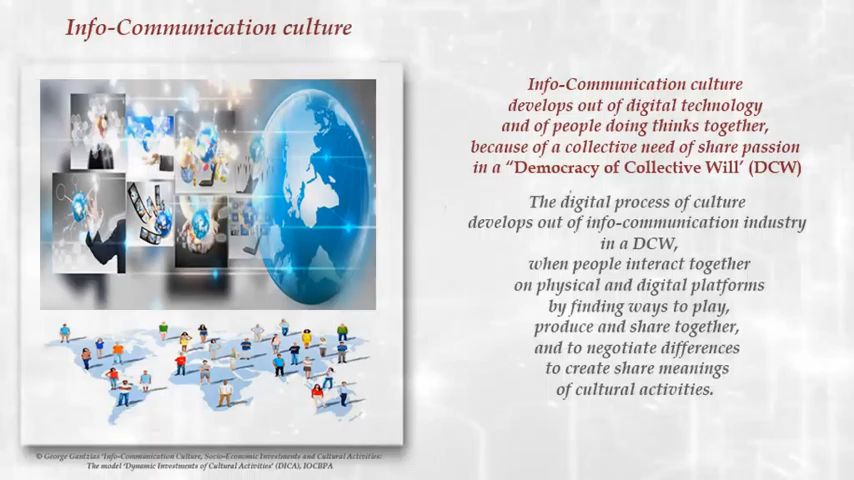 Info-Communication culture
Info-Communication culture
develops out of digital technology
and of people doing thinks together,
because of a collective need of share passion
in a “Democracy of Collective Will’ (DCW)
The digital process of culture
develops out of info-communication industry
in a DCW,
when people interact together
on physical and digital platforms
by finding ways to play,
produce and share together,
and to negotiate differences
to create share meanings
of cultural activities.
© George Gantzias ‘Info-Communication Culture, Socio-Economic Investments and Cultural Activities:
The model ‘Dynamic Investments of Cultural Activities’ (DICA), IOCBPA